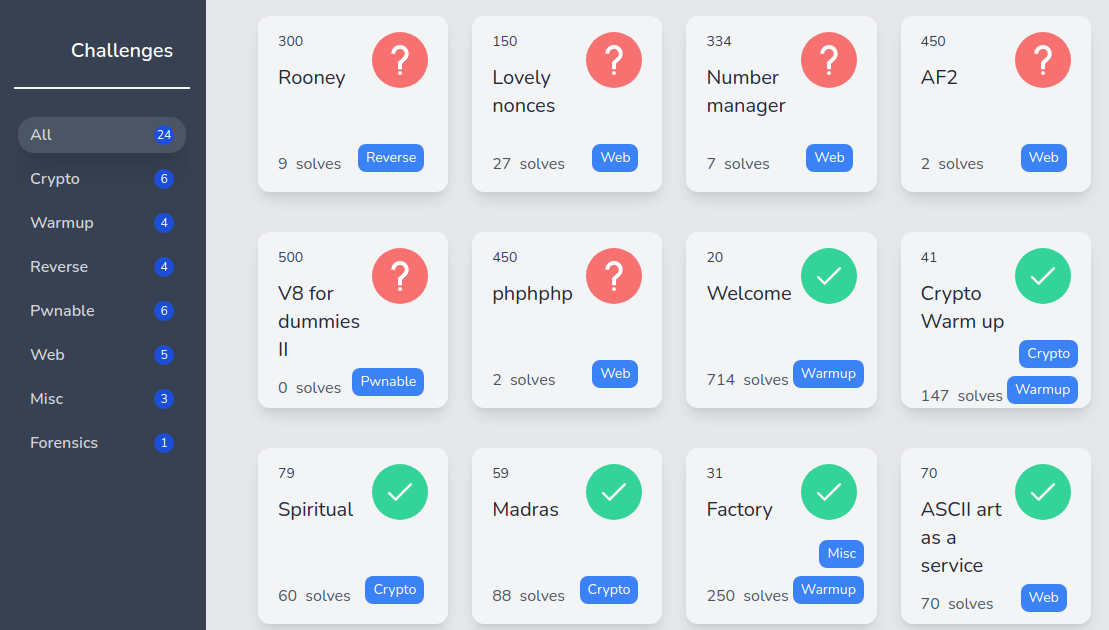 Challenges
All 24
Crypto 6
Warmup 4
Reverse 4
Pwnable 6
Web 5
Misc 3
Forensics 1
300
Rooney
?
9 solves
Reverse
150
Lovely
nonces
?
27 solves
Web
334
Number
manager
?
7 solves
Web
450
AF2
?
2 solves
Web
500
V8 for
dummies
II
?
0 solves
Pwnable
450
phphphp
?
2 solves
Web
20
Welcome
714 solves
Warmup
41
Crypto
Warm up
Crypto
147 solves
Warmup
79
Spiritual
60 solves
Crypto
59
Madras
88 solves
Crypto
31
Factory
Misc
250 solves
Warmup
70
ASCII art
as a
service
70 solves
Web